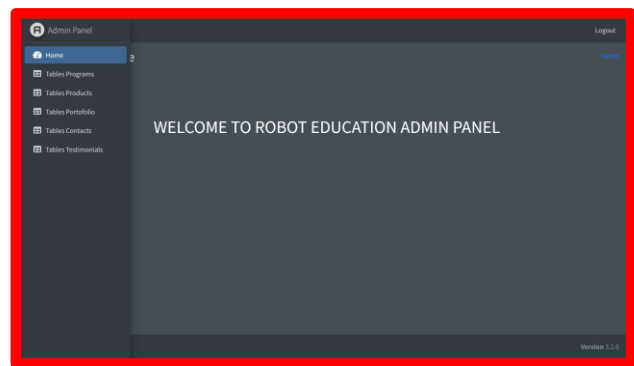 Admin Panel
Logout
Home
Home
Tables Programs
Tables Products
Tables Portofolio
Tables Contacts
Tables Testimonials
WELCOME TO ROBOT EDUCATION ADMIN PANEL
Version 3.2.0